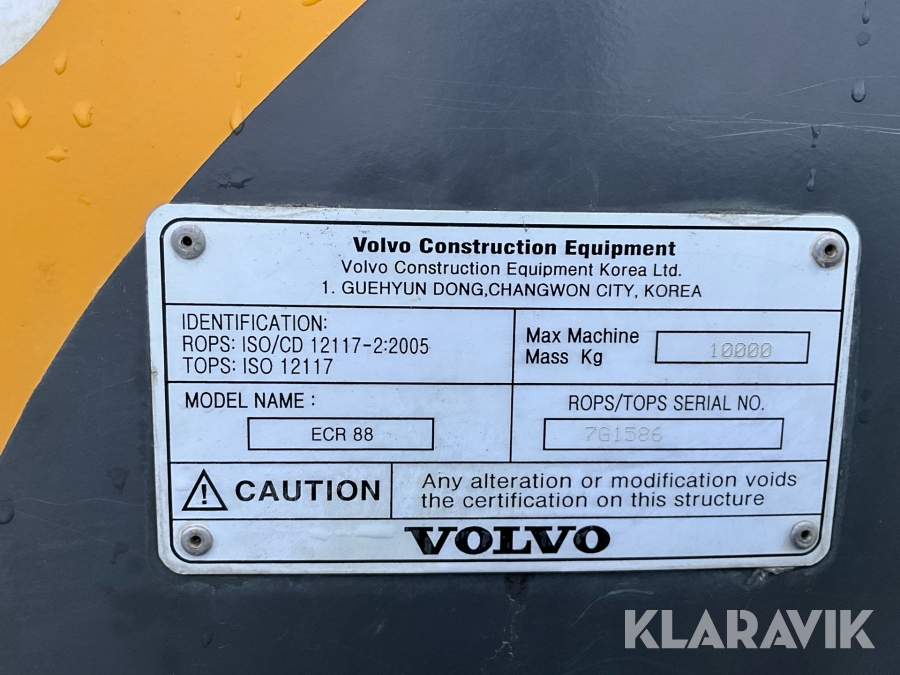 Volvo Construction Equipment
Volvo Construction Equipment Korea Ltd.
1. GUEHYUN DONG,CHANGWON CITY, KOREA
IDENTIFICATION:
ROPS: ISO/CD 12117-2:2005
TOPS: ISO 12117
Max Machine
Mass Kg
10000
MODEL NAME :
ECR 88
ROPS/TOPS SERIAL NO.
7G1586
CAUTION
Any alteration or modification voids
the certification on this structure
VOLVO
KLARAVIK